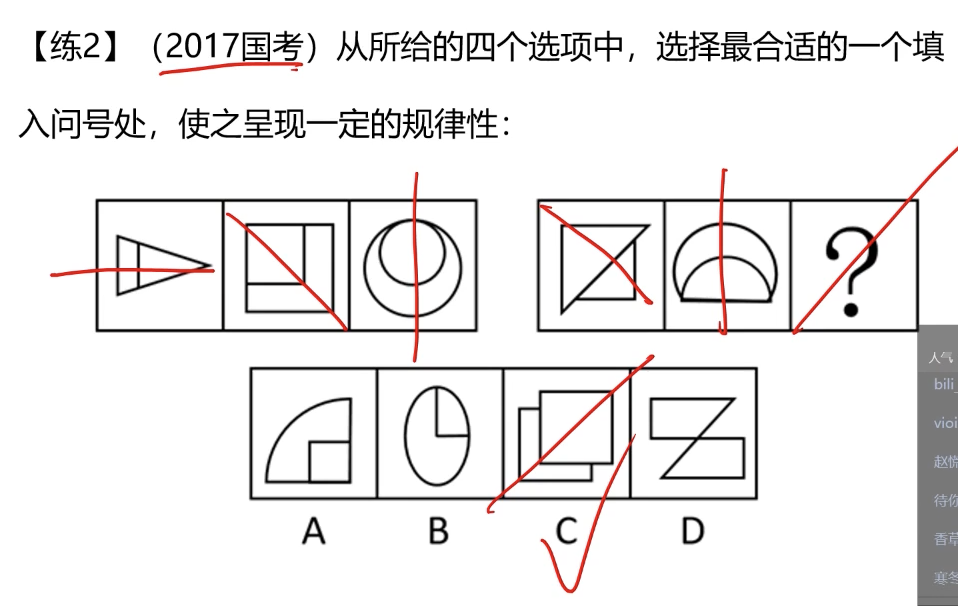 【练2】（2017国考）从所给的四个选项中，选择最合适的一个填
入问号处，使之呈现一定的规律性：
?
A B C D
人气
bili_
vioi
赵慌
待你
香草
寒冬